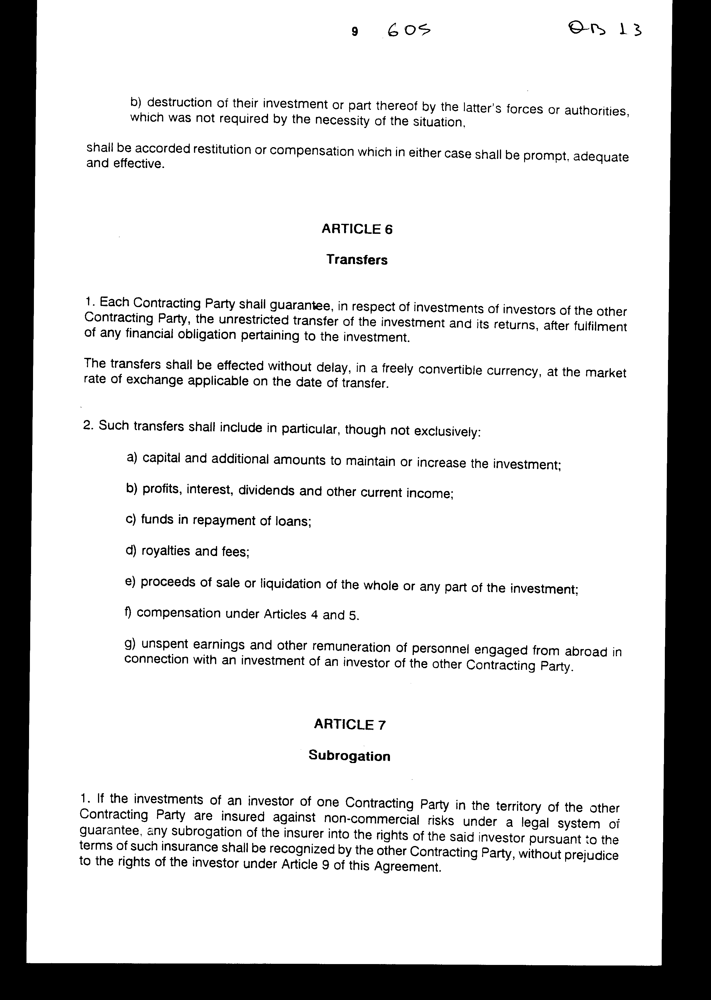 9 605
13
b) destruction of their investment or part thereof by the latter's forces or authorities,
which was not required by the necessity of the situation,
shall be accorded restitution or compensation which in either case shall be prompt, adequate
and effective.
ARTICLE 6
Transfers
1. Each Contracting Party shall guarantee, in respect of investments of investors of the other
Contracting Party, the unrestricted transfer of the investment and its returns, after fulfilment
of any financial obligation pertaining to the investment.
The transfers shall be effected without delay, in a freely convertible currency, at the market
rate of exchange applicable on the date of transfer.
2. Such transfers shall include in particular, though not exclusively:
a) capital and additional amounts to maintain or increase the investment;
b) profits, interest, dividends and other current income;
c) funds in repayment of loans;
d) royalties and fees;
e) proceeds of sale or liquidation of the whole or any part of the investment;
f) compensation under Articles 4 and 5.
g) unspent earnings and other remuneration of personnel engaged from abroad in
connection with an investment of an investor of the other Contracting Party.
ARTICLE 7
Subrogation
1. If the investments of an investor of one Contracting Party in the territory of the other
Contracting Party are insured against non-commercial risks under a legal system of
guarantee, any subrogation of the insurer into the rights of the said investor pursuant to the
terms of such insurance shall be recognized by the other Contracting Party, without prejudice
to the rights of the investor under Article 9 of this Agreement.